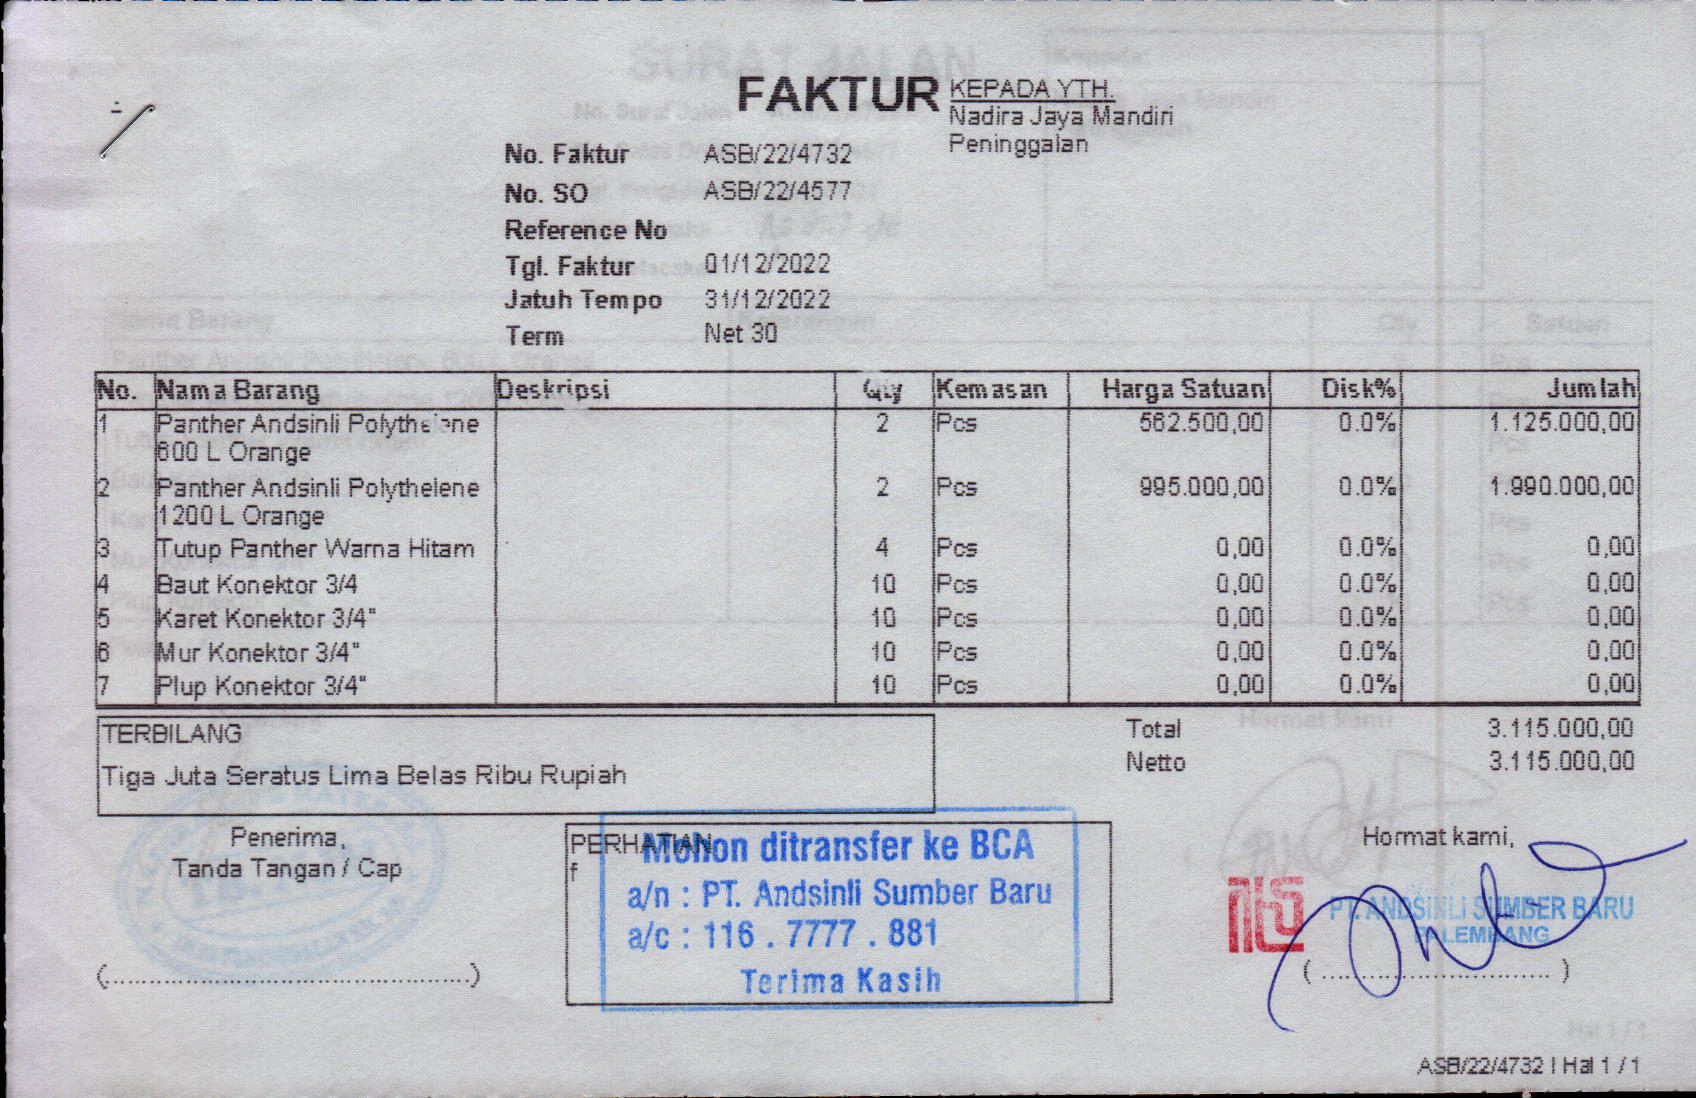 FAKTUR
KEPADA YTH.
Nadira Jaya Mandiri
Peninggalan
No. Faktur ASB/22/4732
No. SO ASB/22/4577
Reference No
Tgl. Faktur 01/12/2022
Jatuh Tempo 31/12/2022
Term Net 30
No. Nama Barang Deskripsi Qty Kemasan Harga Satuan Disk% Jumlah
1 Panther Andsinli Polythelene 2 Pcs 562.500,00 0.0% 1.125.000,00
600 L Orange
2 Panther Andsinli Polythelene 2 Pcs 995.000,00 0.0% 1.990.000,00
1200 L Orange
3 Tutup Panther Warna Hitam 4 Pcs 0,00 0.0% 0,00
4 Baut Konektor 3/4 10 Pcs 0,00 0.0% 0,00
5 Karet Konektor 3/4" 10 Pcs 0,00 0.0% 0,00
6 Mur Konektor 3/4" 10 Pcs 0,00 0.0% 0,00
7 Plup Konektor 3/4" 10 Pcs 0,00 0.0% 0,00
TERBILANG
Tiga Juta Seratus Lima Belas Ribu Rupiah
Total 3.115.000,00
Netto 3.115.000,00
Penerima,
Tanda Tangan / Cap
(........................................)
PERHATIAN
f
Mohon ditransfer ke BCA
a/n : PT. Andsinli Sumber Baru
a/c : 116 . 7777 . 881
Terima Kasih
Hormat kami,
PT. ANDSINLI SUMBER BARU
PALEMBANG
( ........................ )
ASB/22/4732 | Hal 1 / 1